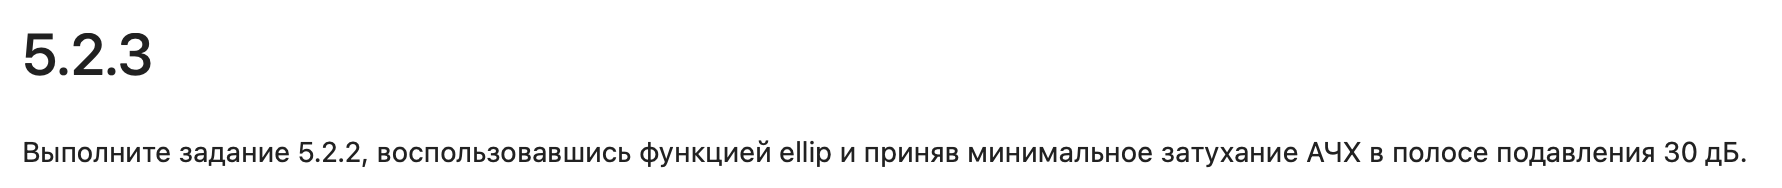 5.2.3
Выполните задание 5.2.2, воспользовавшись функцией ellip и приняв минимальное затухание АЧХ в полосе подавления 30 дБ.